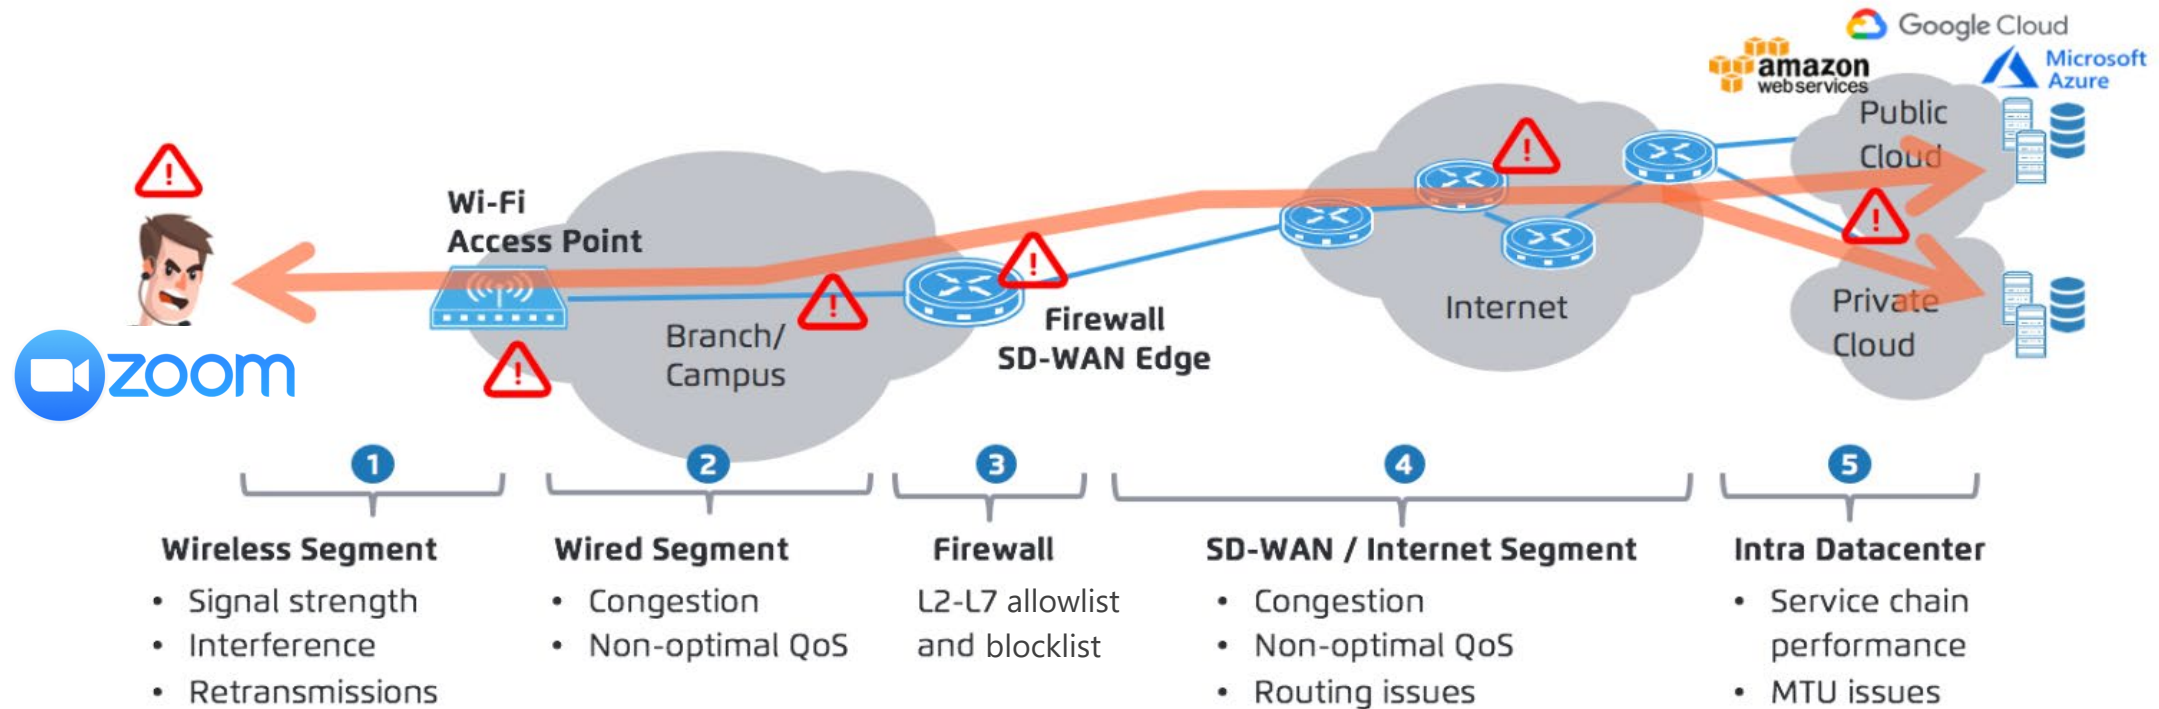 Google Cloud
amazon
webservices
Microsoft
Azure
Public
Cloud
Wi-Fi
Access Point
Private
Cloud
Internet
Branch/
Campus
Firewall
SD-WAN Edge
zoom
1
2
3
4
5
Wireless Segment
• Signal strength
• Interference
• Retransmissions
Wired Segment
• Congestion
• Non-optimal QoS
Firewall
L2-L7 allowlist
and blocklist
SD-WAN / Internet Segment
• Congestion
• Non-optimal QoS
• Routing issues
Intra Datacenter
• Service chain
performance
• MTU issues